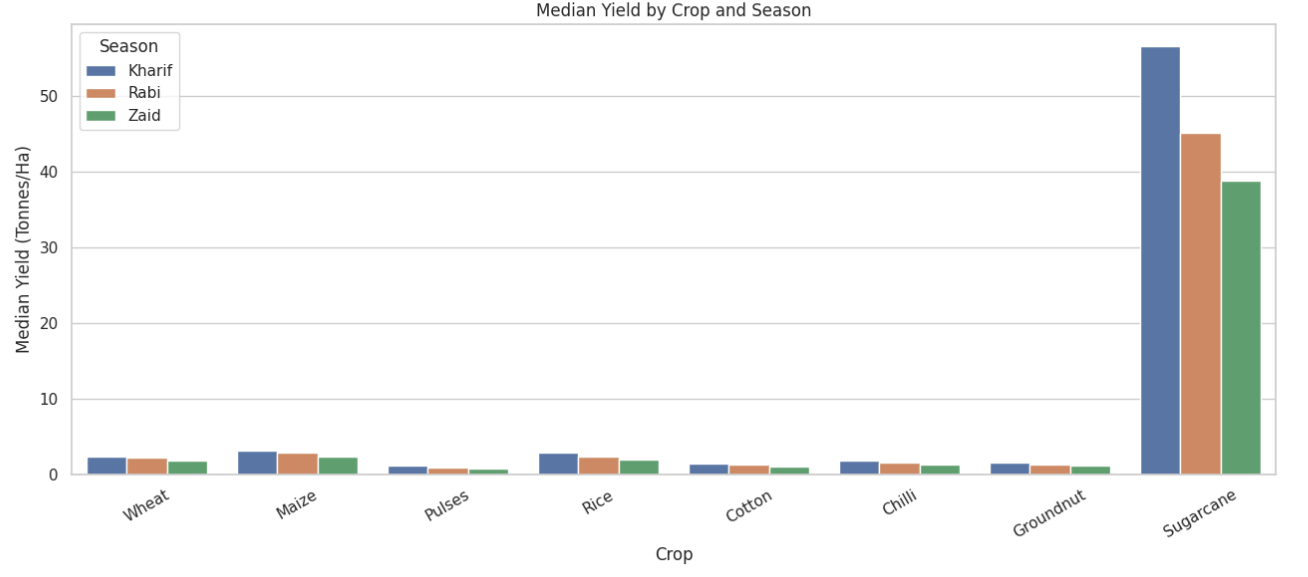 Median Yield by Crop and Season
Season
Kharif
Rabi
Zaid
Median Yield (Tonnes/Ha)
50
40
30
20
10
0
Wheat
Maize
Pulses
Rice
Cotton
Chilli
Groundnut
Sugarcane
Crop